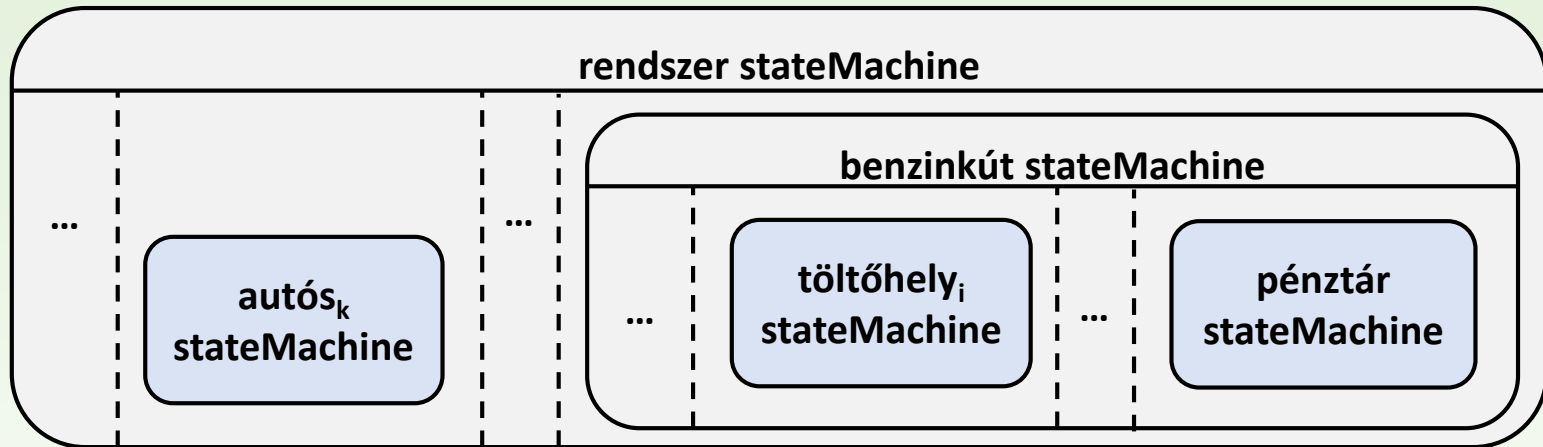 rendszer stateMachine
benzinkút stateMachine
...
...
autósₖ
stateMachine
...
töltőhelyᵢ
stateMachine
...
pénztár
stateMachine